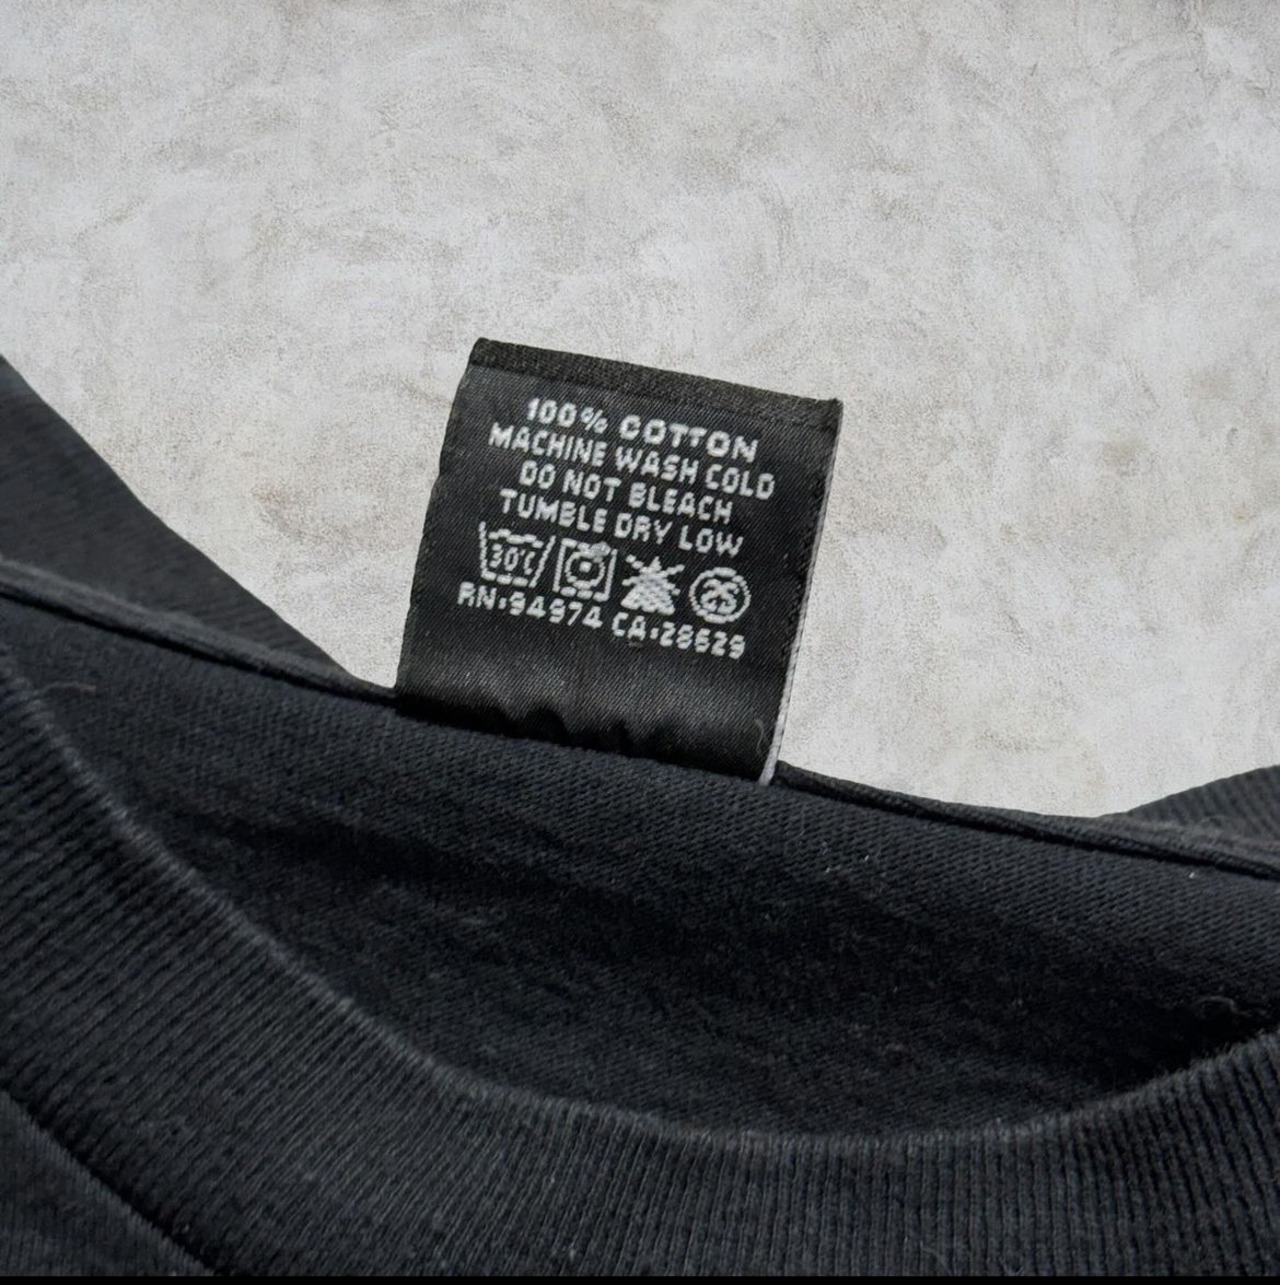 100% COTTON
MACHINE WASH COLD
DO NOT BLEACH
TUMBLE DRY LOW
30°C
RN:94974 CA:28629